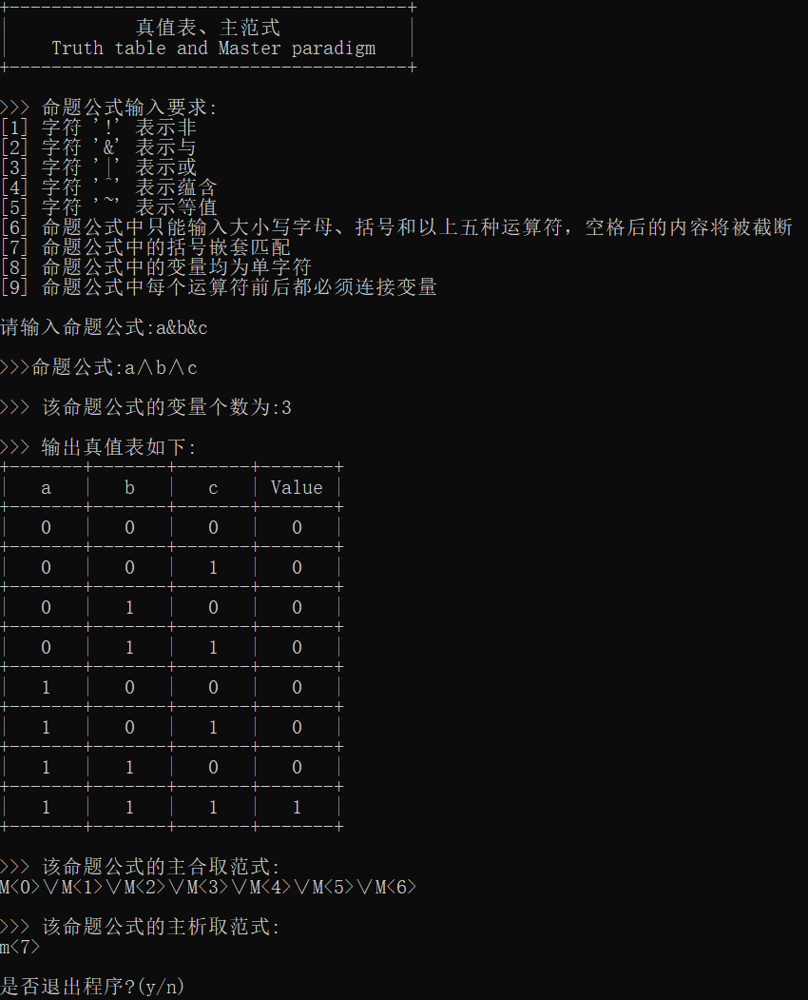 真值表、主范式
Truth table and Master paradigm
>>> 命题公式输入要求:
[1] 字符 '!' 表示非
[2] 字符 '&' 表示与
[3] 字符 '|' 表示或
[4] 字符 '^' 表示蕴含
[5] 字符 '~' 表示等值
[6] 命题公式中只能输入大小写字母、括号和以上五种运算符，空格后的内容将被截断
[7] 命题公式中的括号嵌套匹配
[8] 命题公式中的变量均为单字符
[9] 命题公式中每个运算符前后都必须连接变量
请输入命题公式:a&b&c
>>>命题公式:a∧b∧c
>>> 该命题公式的变量个数为:3
>>> 输出真值表如下:
| a | b | c | Value |
| 0 | 0 | 0 | 0 |
| 0 | 0 | 1 | 0 |
| 0 | 1 | 0 | 0 |
| 0 | 1 | 1 | 0 |
| 1 | 0 | 0 | 0 |
| 1 | 0 | 1 | 0 |
| 1 | 1 | 0 | 0 |
| 1 | 1 | 1 | 1 |
>>> 该命题公式的主合取范式:
M<0>∨M<1>∨M<2>∨M<3>∨M<4>∨M<5>∨M<6>
>>> 该命题公式的主析取范式:
m<7>
是否退出程序?(y/n)